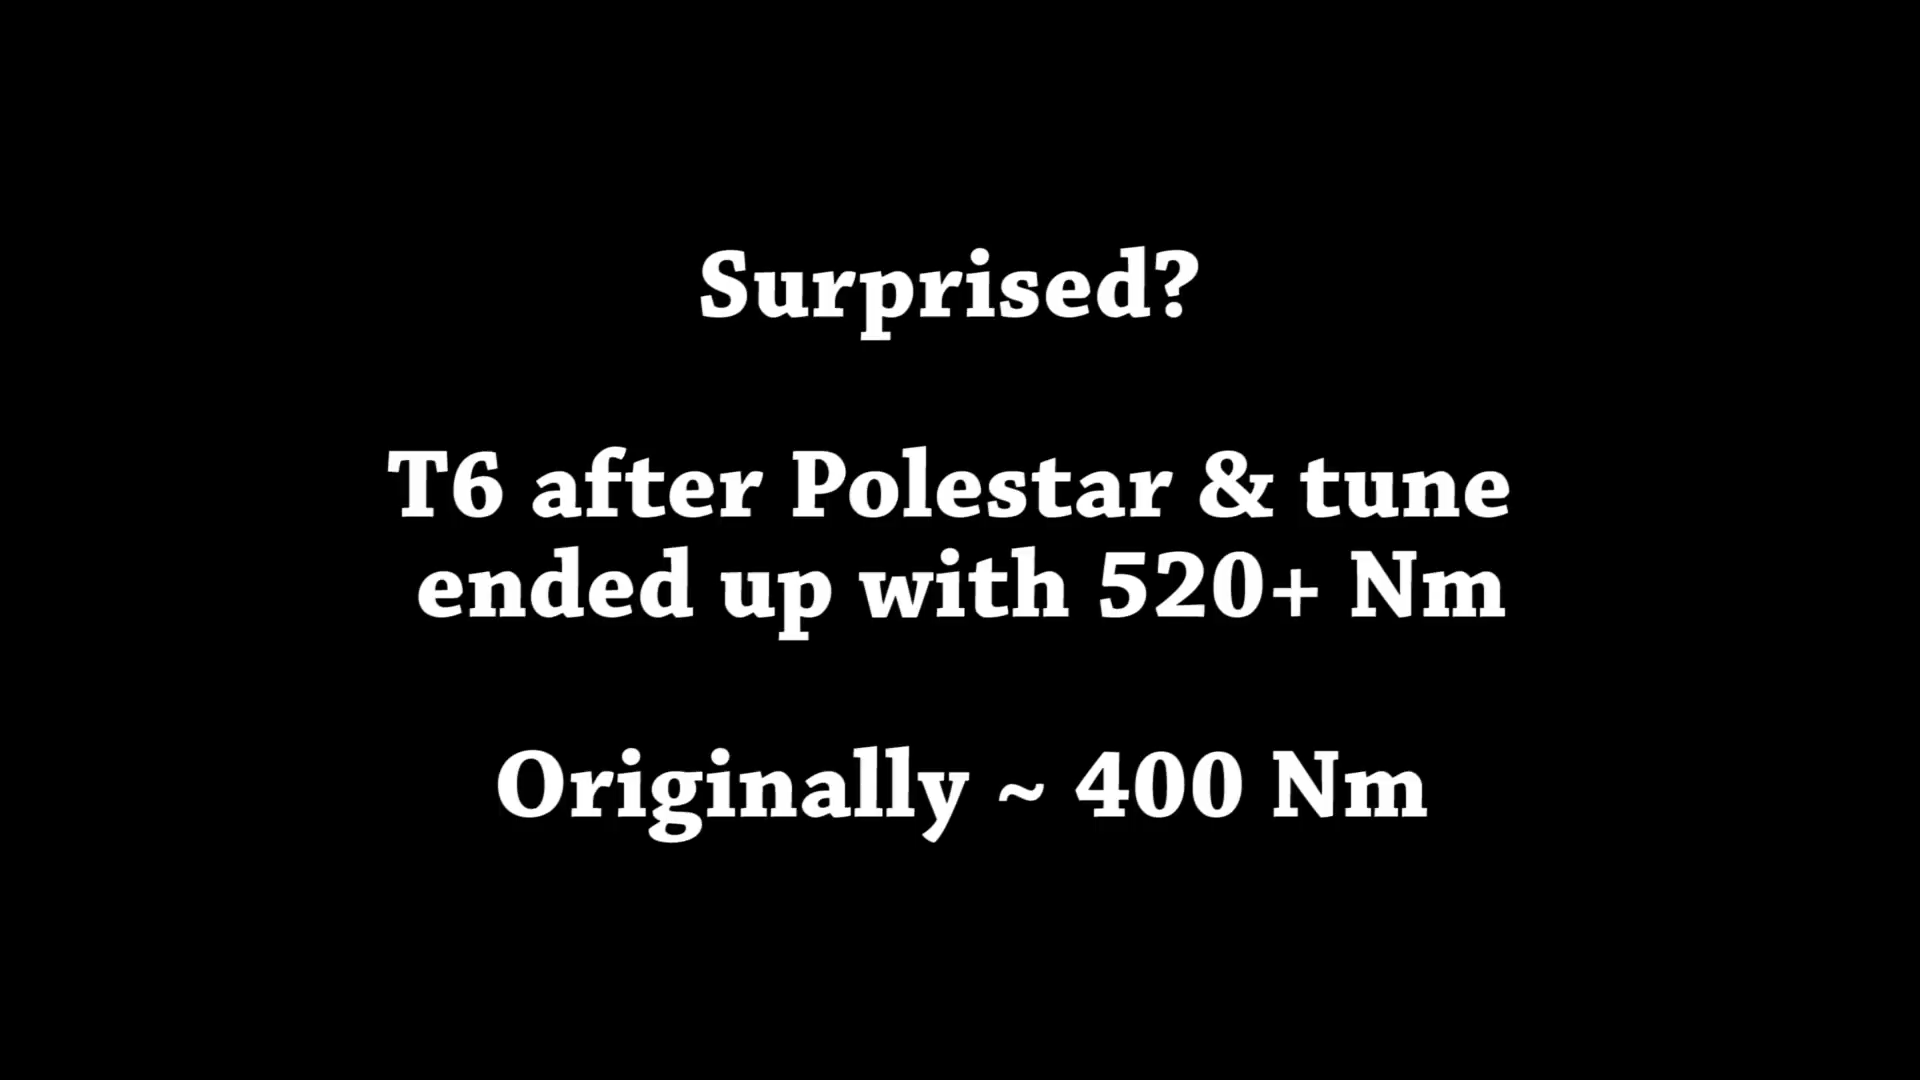 Surprised?
T6 after Polestar & tune
ended up with 520+ Nm
Originally ~ 400 Nm